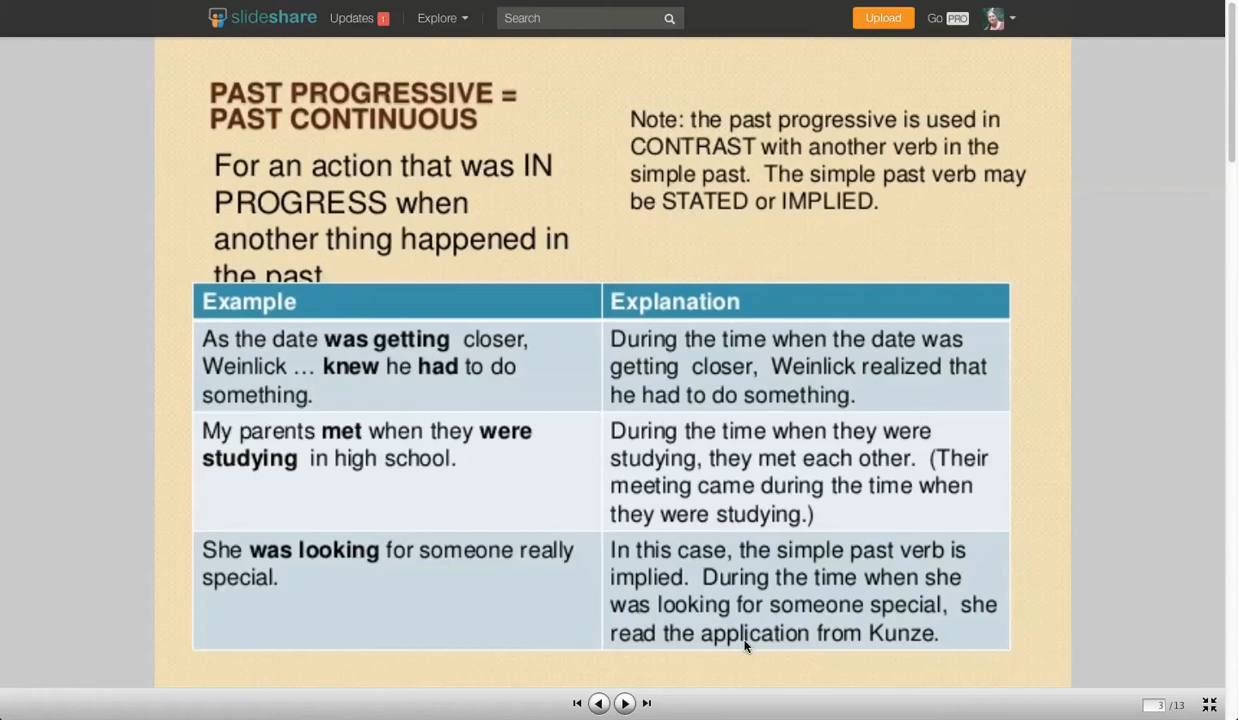 slideshare Updates 1 Explore Search Upload Go PRO
PAST PROGRESSIVE =
PAST CONTINUOUS
For an action that was IN
PROGRESS when
another thing happened in
the past
Note: the past progressive is used in
CONTRAST with another verb in the
simple past. The simple past verb may
be STATED or IMPLIED.
Example
Explanation
As the date was getting closer,
Weinlick … knew he had to do
something.
During the time when the date was
getting closer, Weinlick realized that
he had to do something.
My parents met when they were
studying in high school.
During the time when they were
studying, they met each other. (Their
meeting came during the time when
they were studying.)
She was looking for someone really
special.
In this case, the simple past verb is
implied. During the time when she
was looking for someone special, she
read the application from Kunze.
3 /13